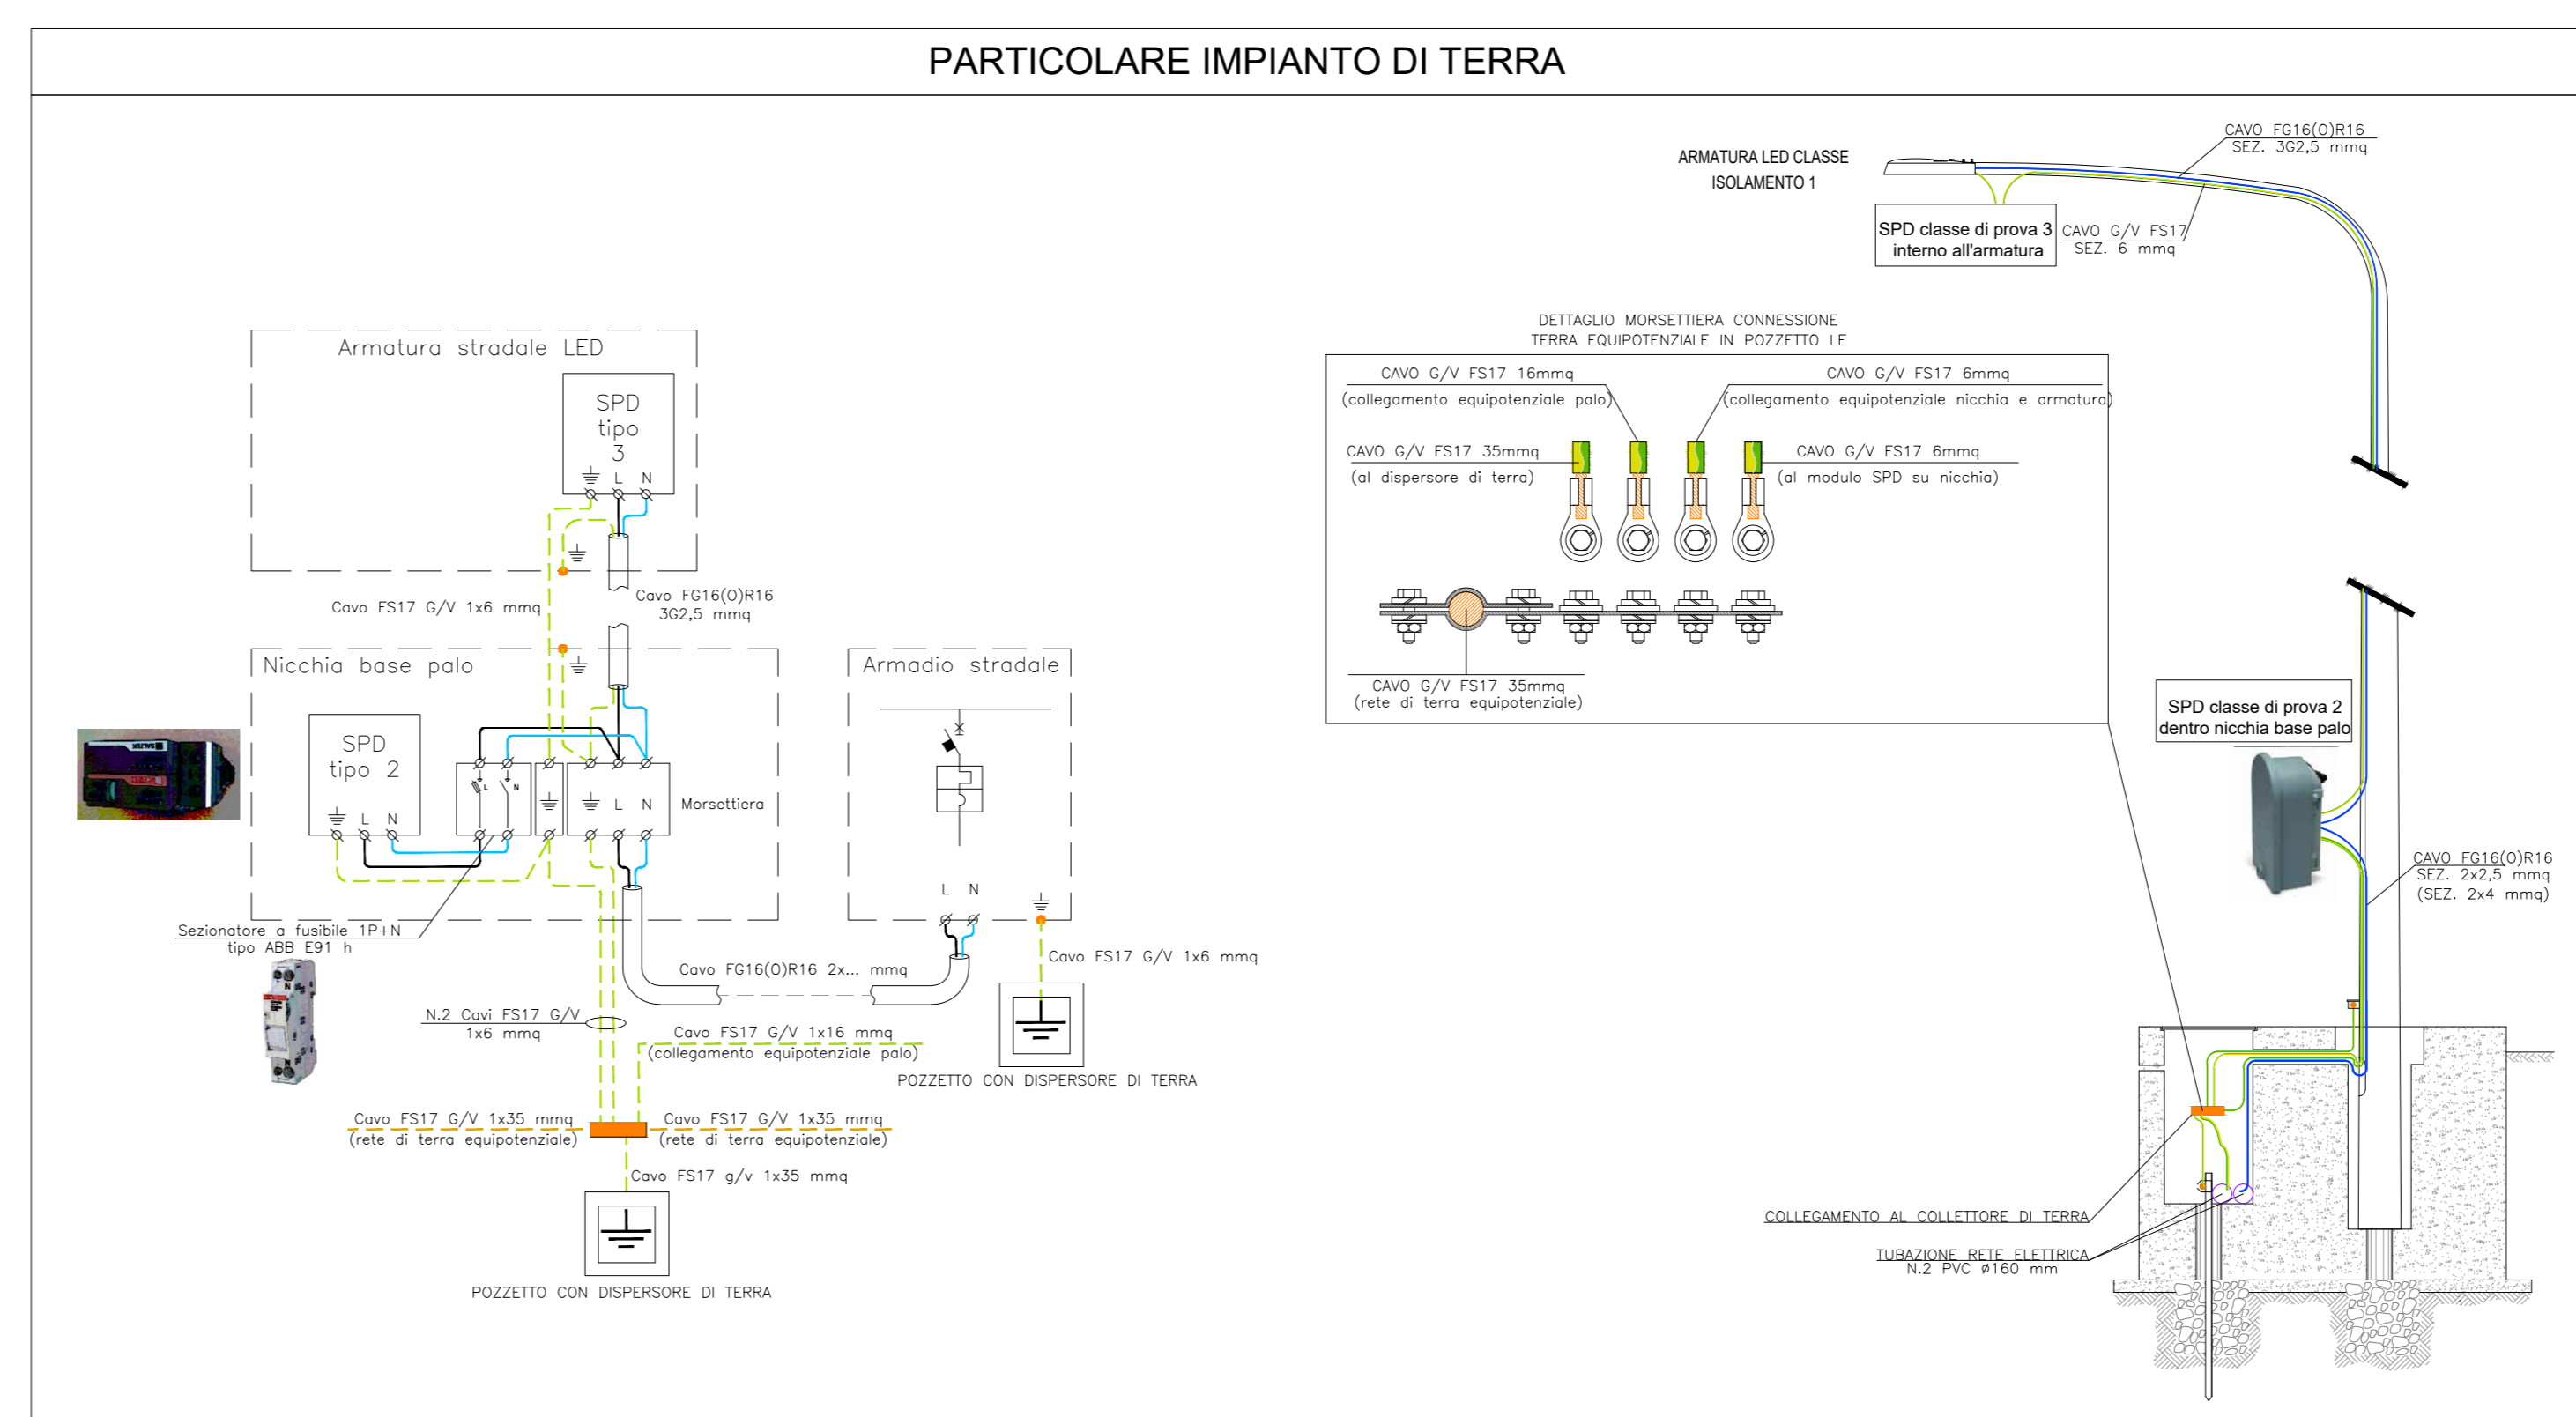 PARTICOLARE IMPIANTO DI TERRA
Armatura stradale LED
SPD
tipo
3
L N
Cavo FS17 G/V 1x6 mmq
Cavo FG16(O)R16
3G2,5 mmq
Nicchia base palo
SPD
tipo 2
L N
L
N
L N
Morsettiera
Armadio stradale
L N
Sezionatore a fusibile 1P+N
tipo ABB E91 h
Cavo FG16(O)R16 2x... mmq
Cavo FS17 G/V 1x6 mmq
N.2 Cavi FS17 G/V
1x6 mmq
Cavo FS17 G/V 1x16 mmq
(collegamento equipotenziale palo)
POZZETTO CON DISPERSORE DI TERRA
Cavo FS17 G/V 1x35 mmq
(rete di terra equipotenziale)
Cavo FS17 G/V 1x35 mmq
(rete di terra equipotenziale)
Cavo FS17 g/v 1x35 mmq
POZZETTO CON DISPERSORE DI TERRA
DETTAGLIO MORSETTIERA CONNESSIONE
TERRA EQUIPOTENZIALE IN POZZETTO LE
CAVO G/V FS17 16mmq
(collegamento equipotenziale palo)
CAVO G/V FS17 6mmq
(collegamento equipotenziale nicchia e armatura)
CAVO G/V FS17 35mmq
(al dispersore di terra)
CAVO G/V FS17 6mmq
(al modulo SPD su nicchia)
CAVO G/V FS17 35mmq
(rete di terra equipotenziale)
ARMATURA LED CLASSE
ISOLAMENTO 1
CAVO FG16(O)R16
SEZ. 3G2,5 mmq
SPD classe di prova 3
interno all'armatura
CAVO G/V FS17
SEZ. 6 mmq
SPD classe di prova 2
dentro nicchia base palo
CAVO FG16(O)R16
SEZ. 2x2,5 mmq
(SEZ. 2x4 mmq)
COLLEGAMENTO AL COLLETTORE DI TERRA
TUBAZIONE RETE ELETTRICA
N.2 PVC Ø160 mm